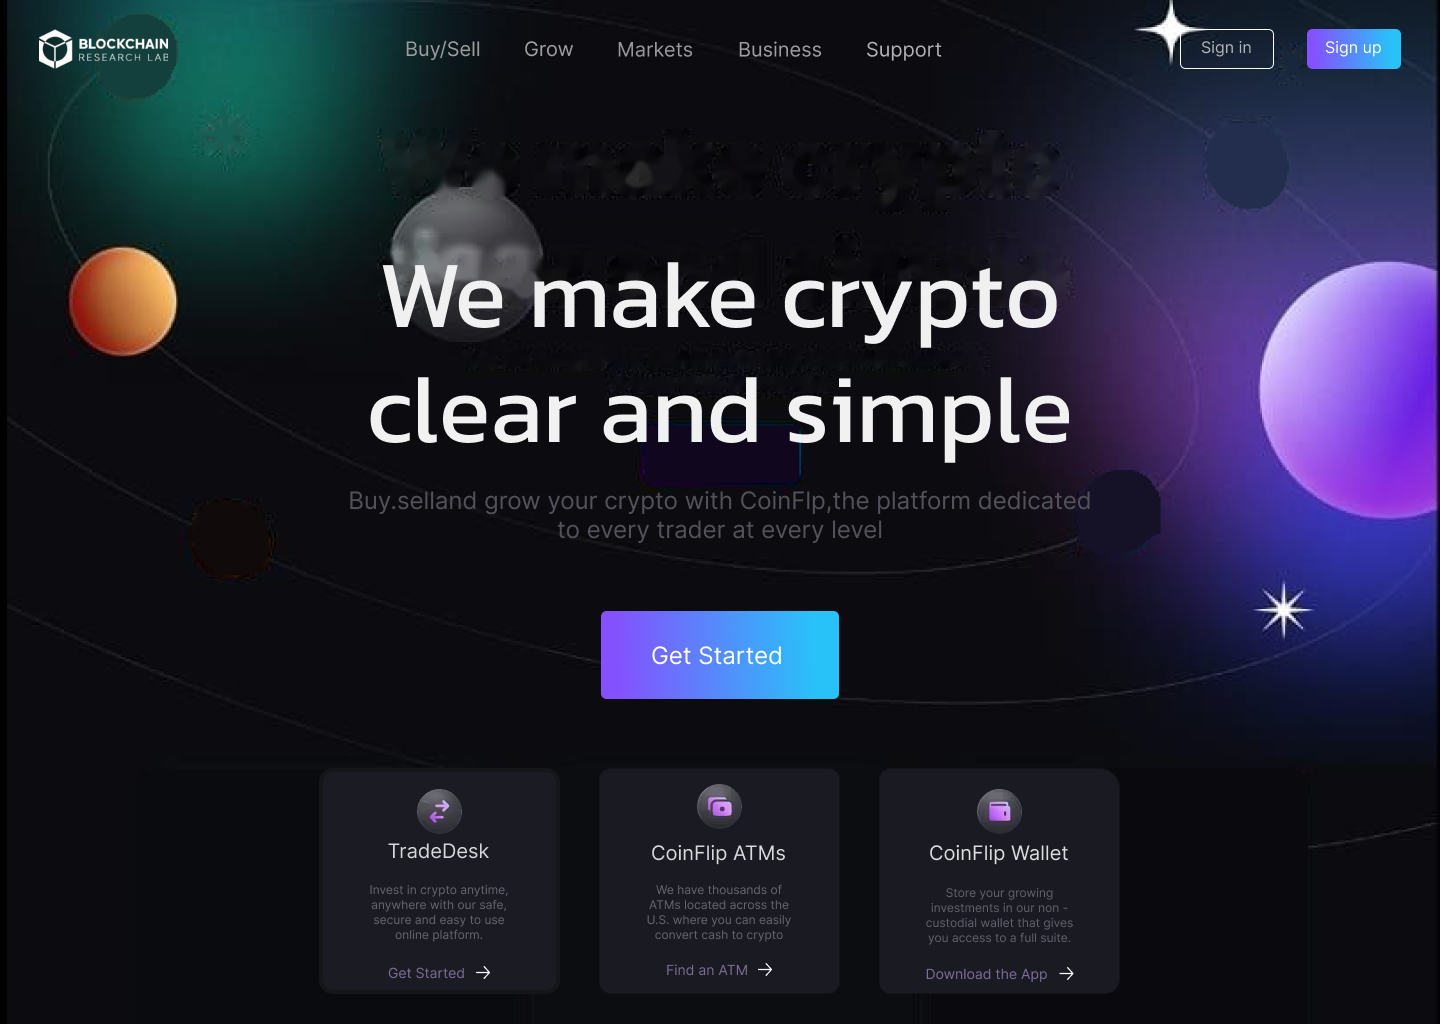 BLOCKCHAIN
RESEARCH LAB
Buy/Sell Grow Markets Business Support
Sign in
Sign up
We make crypto
clear and simple
Buy.selland grow your crypto with CoinFlp,the platform dedicated
to every trader at every level
Get Started
TradeDesk
Invest in crypto anytime,
anywhere with our safe,
secure and easy to use
online platform.
Get Started
CoinFlip ATMs
We have thousands of
ATMs located across the
U.S. where you can easily
convert cash to crypto
Find an ATM
CoinFlip Wallet
Store your growing
investments in our non -
custodial wallet that gives
you access to a full suite.
Download the App